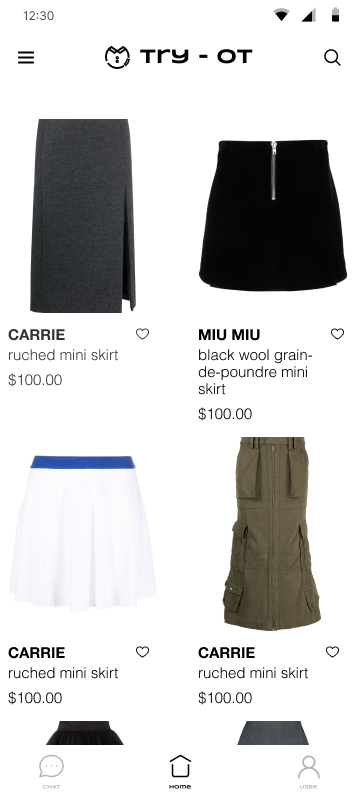 12:30
Try - OT
CARRIE
ruched mini skirt
$100.00
MIU MIU
black wool grain-
de-poundre mini
skirt
$100.00
CARRIE
ruched mini skirt
$100.00
CARRIE
ruched mini skirt
$100.00
CHAT
HOME
USER